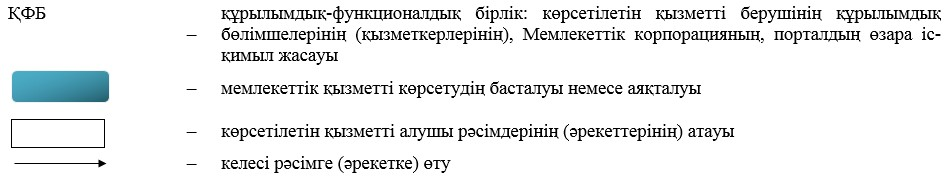 ҚФБ құрылымдық-функционалдық бірлік: көрсетілетін қызметті берушінің құрылымдық
– бөлімшелерінің (қызметкерлерінің), Мемлекеттік корпорацияның, порталдың өзара іс-
қимыл жасауы
– мемлекеттік қызметті көрсетудің басталуы немесе аяқталуы
– көрсетілетін қызметті алушы рәсімдерінің (әрекеттерінің) атауы
– келесі рәсімге (әрекетке) өту